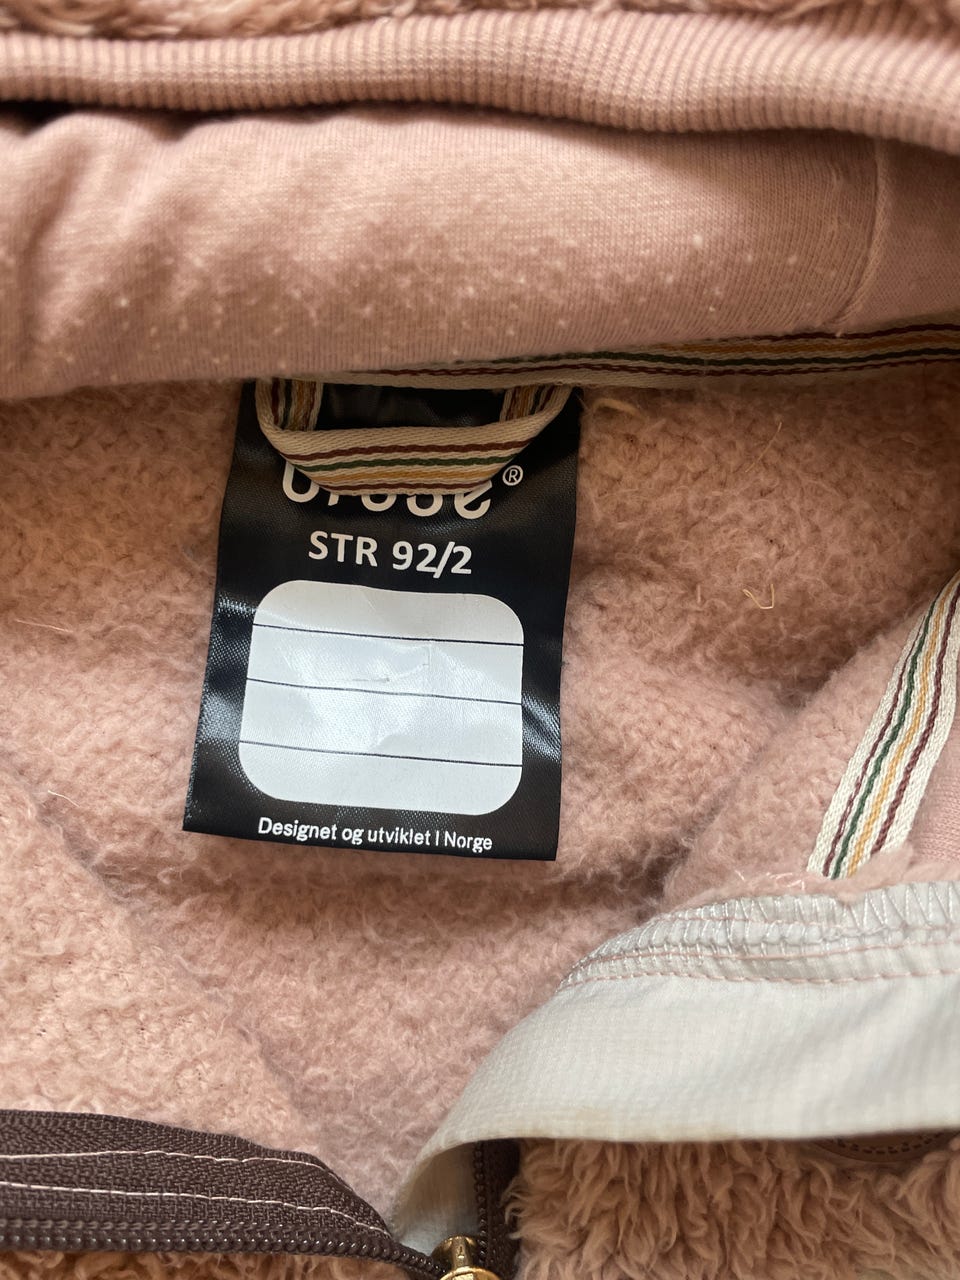 ®
STR 92/2
Designet og utviklet I Norge